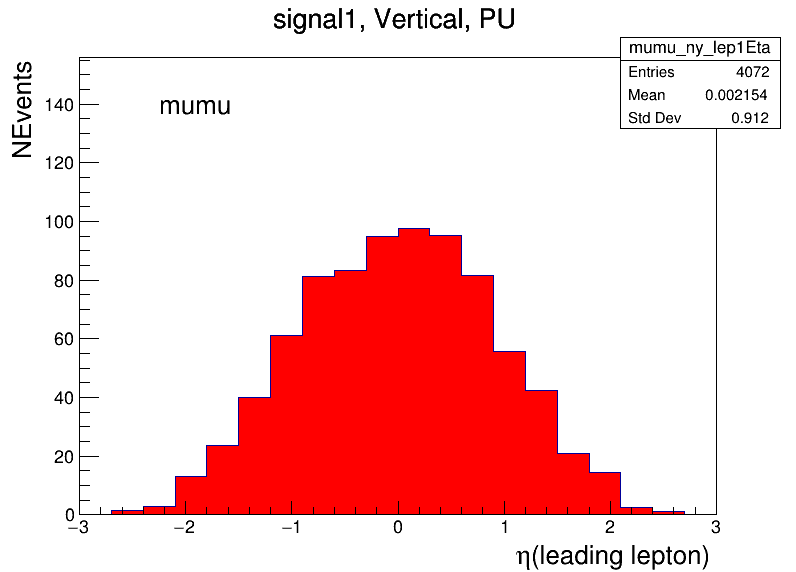 signal1, Vertical, PU
mumu_ny_lep1Eta
Entries 4072
Mean 0.002154
Std Dev 0.912
NEvents
mumu
140
120
100
80
60
40
20
0
−3 −2 −1 0 1 2 3
η(leading lepton)